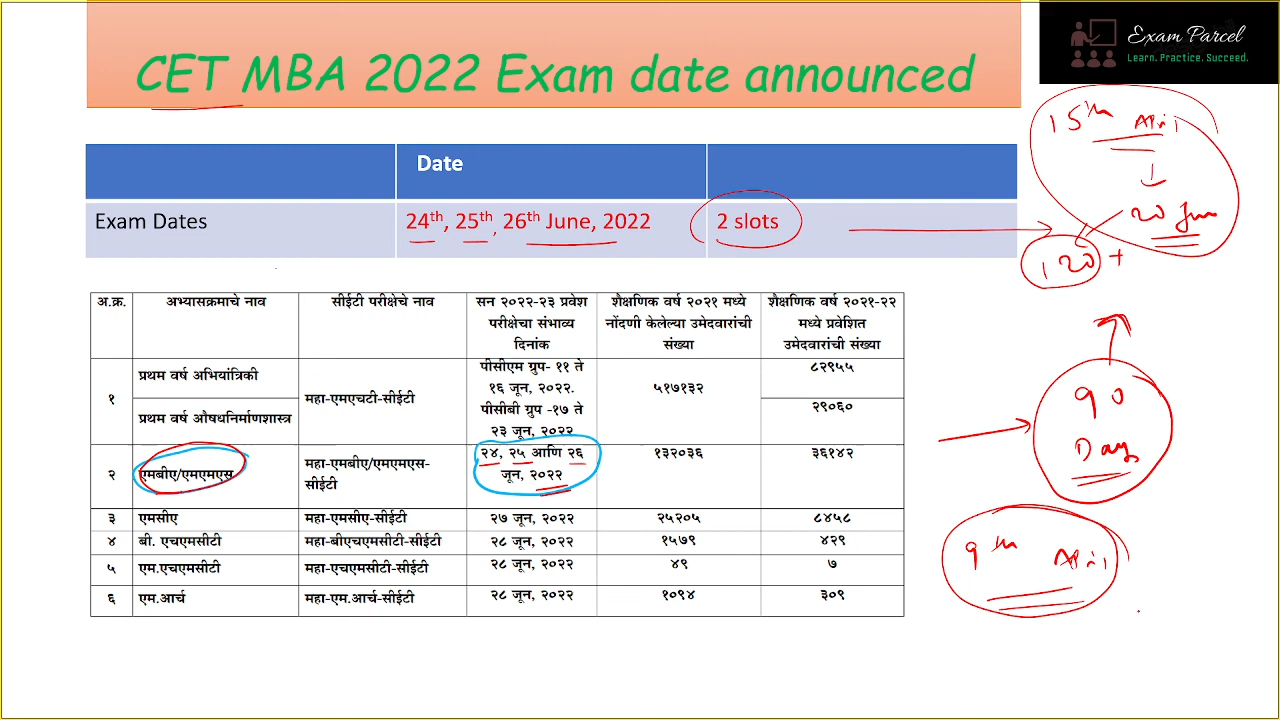 CET MBA 2022 Exam date announced
Exam Parcel
Learn. Practice. Succeed.
Date
Exam Dates 24th, 25th, 26th June, 2022 2 slots
15th April
↓
20 Jun
120 +
अ.क्र. अभ्यासक्रमाचे नाव सीईटी परीक्षेचे नाव सन २०२२-२३ प्रवेश शैक्षणिक वर्ष २०२१ मध्ये शैक्षणिक वर्ष २०२१-२२
परीक्षेचा संभाव्य नोंदणी केलेल्या उमेदवारांची मध्ये प्रवेशित
दिनांक संख्या उमेदवारांची संख्या
१ प्रथम वर्ष अभियांत्रिकी महा-एमएचटी-सीईटी पीसीएम ग्रुप- ११ ते ५१७१३२ ८२९५५
१६ जून, २०२२.
प्रथम वर्ष औषधनिर्माणशास्त्र पीसीबी ग्रुप -१७ ते २९०६०
२३ जून, २०२२
२ एमबीए/एमएमएस महा-एमबीए/एमएमएस- २४, २५ आणि २६ १३२०३६ ३६१४२
सीईटी जून, २०२२
३ एमसीए महा-एमसीए-सीईटी २७ जून, २०२२ २५२०५ ८४५८
४ बी. एचएमसीटी महा-बीएचएमसीटी-सीईटी २८ जून, २०२२ १५७९ ४२९
५ एम.एचएमसीटी महा-एचएमसीटी-सीईटी २८ जून, २०२२ ४९ ७
६ एम.आर्च महा-एम.आर्च-सीईटी २८ जून, २०२२ १०९४ ३०९
90
Days
9th April